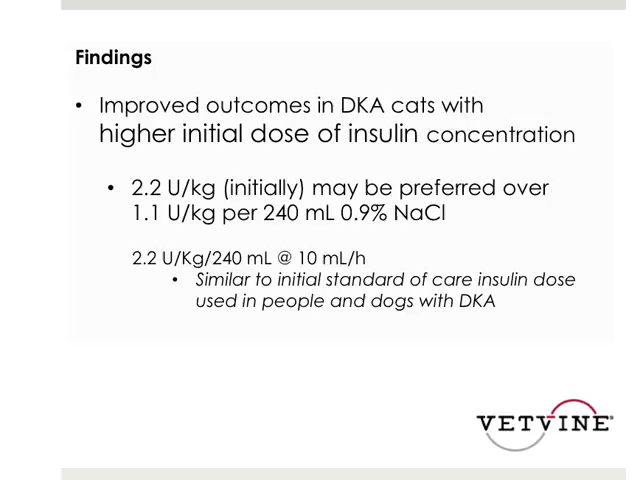 Findings
• Improved outcomes in DKA cats with
higher initial dose of insulin concentration
• 2.2 U/kg (initially) may be preferred over
1.1 U/kg per 240 mL 0.9% NaCl
2.2 U/Kg/240 mL @ 10 mL/h
• Similar to initial standard of care insulin dose
used in people and dogs with DKA
VETVINE®